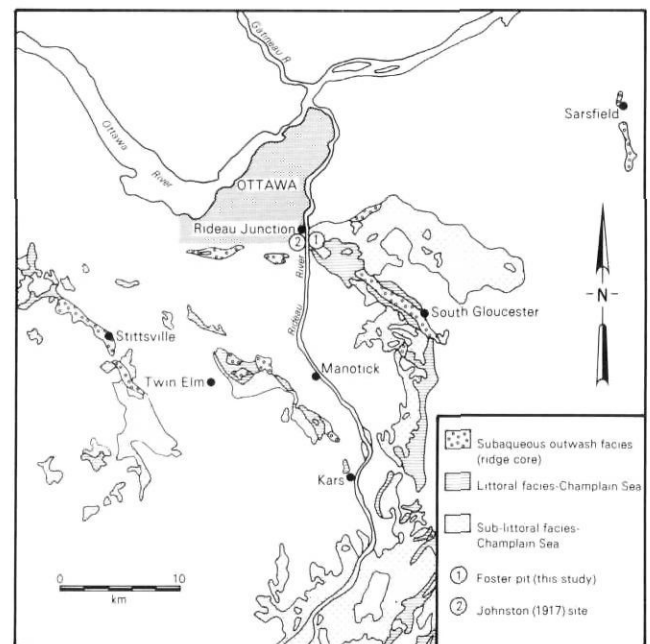 Gatineau R
Ottawa
River
Sarsfield
OTTAWA
Rideau Junction
2 1
River
Rideau
-N-
South Gloucester
Stittsville
Manotick
Twin Elm
Kars
0 10
km
Subaqueous outwash facies
(ridge core)
Littoral facies-Champlain Sea
Sub-littoral facies-
Champlain Sea
1 Foster pit (this study)
2 Johnston (1917) site